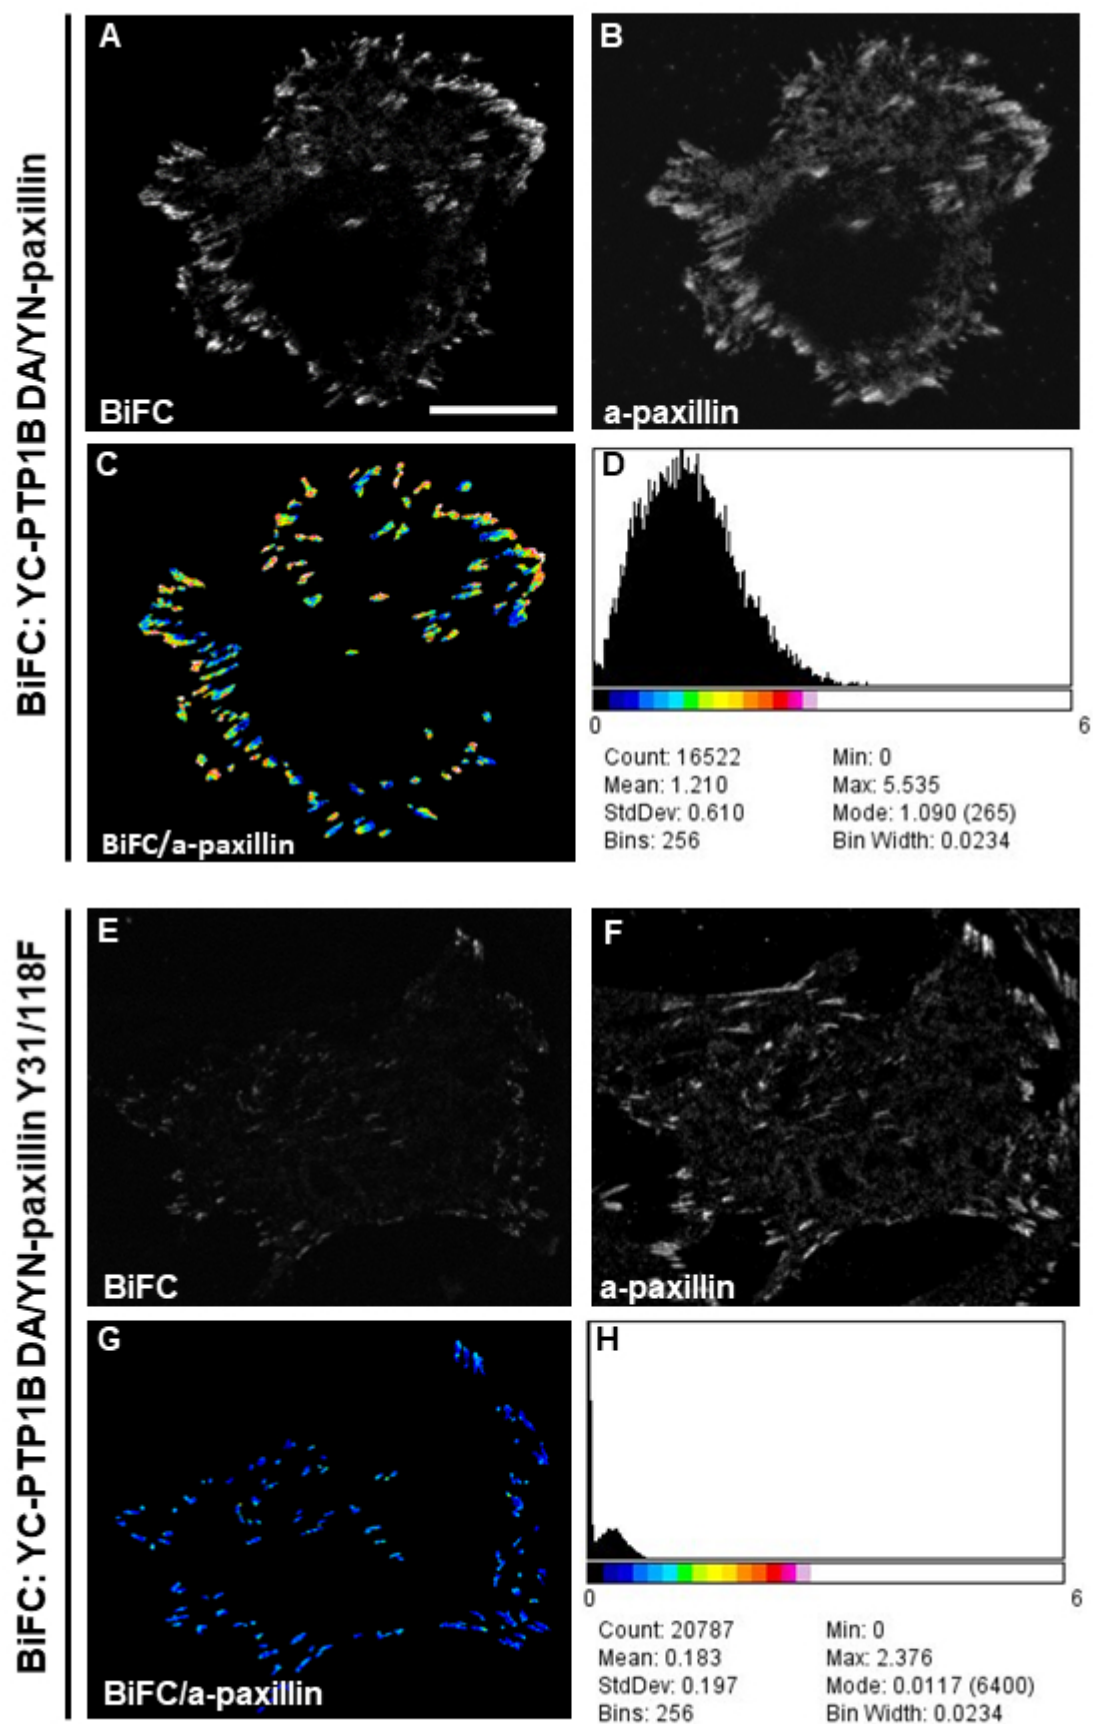 BiFC: YC-PTP1B DA/YN-paxillin
A
BiFC
B
a-paxillin
C
BiFC/a-paxillin
D
0
6
Count: 16522
Min: 0
Mean: 1.210
Max: 5.535
StdDev: 0.610
Mode: 1.090 (265)
Bins: 256
Bin Width: 0.0234
BiFC: YC-PTP1B DA/YN-paxillin Y31/118F
E
BiFC
F
a-paxillin
G
BiFC/a-paxillin
H
0
6
Count: 20787
Min: 0
Mean: 0.183
Max: 2.376
StdDev: 0.197
Mode: 0.0117 (6400)
Bins: 256
Bin Width: 0.0234